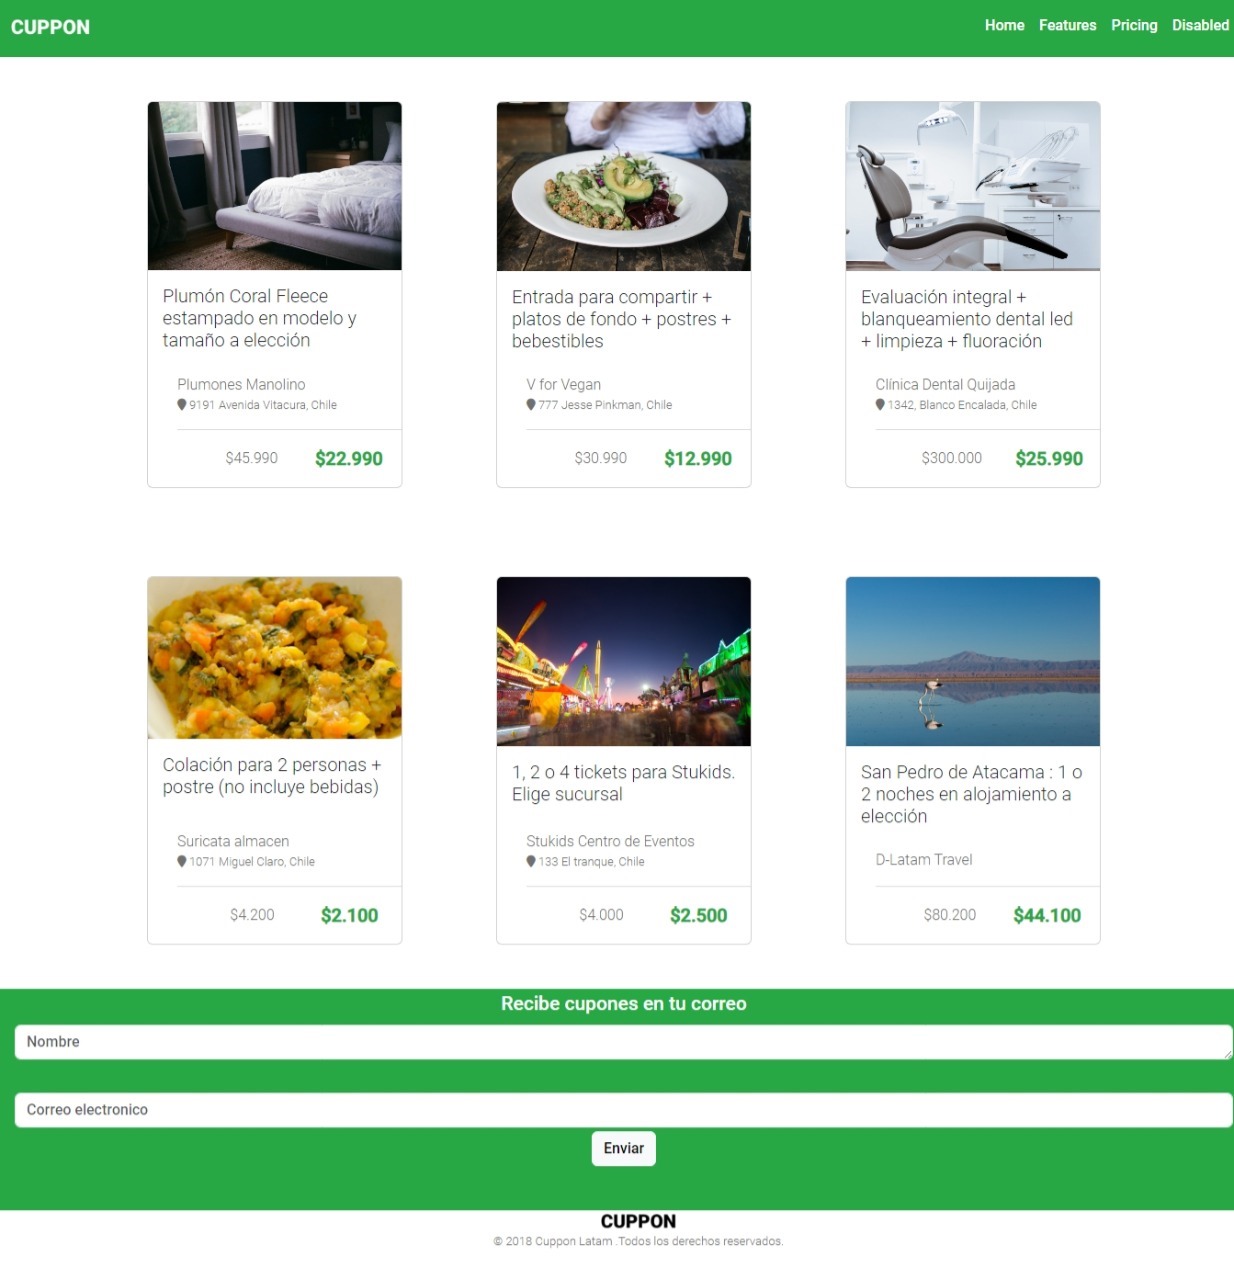 CUPPON
Home Features Pricing Disabled
Plumón Coral Fleece
estampado en modelo y
tamaño a elección
Plumones Manolino
9191 Avenida Vitacura, Chile
$45.990 $22.990
Entrada para compartir +
platos de fondo + postres +
bebestibles
V for Vegan
777 Jesse Pinkman, Chile
$30.990 $12.990
Evaluación integral +
blanqueamiento dental led
+ limpieza + fluoración
Clínica Dental Quijada
1342, Blanco Encalada, Chile
$300.000 $25.990
Colación para 2 personas +
postre (no incluye bebidas)
Suricata almacen
1071 Miguel Claro, Chile
$4.200 $2.100
1, 2 o 4 tickets para Stukids.
Elige sucursal
Stukids Centro de Eventos
133 El tranque, Chile
$4.000 $2.500
San Pedro de Atacama : 1 o
2 noches en alojamiento a
elección
D-Latam Travel
$80.200 $44.100
Recibe cupones en tu correo
Nombre
Correo electronico
Enviar
CUPPON
© 2018 Cuppon Latam .Todos los derechos reservados.